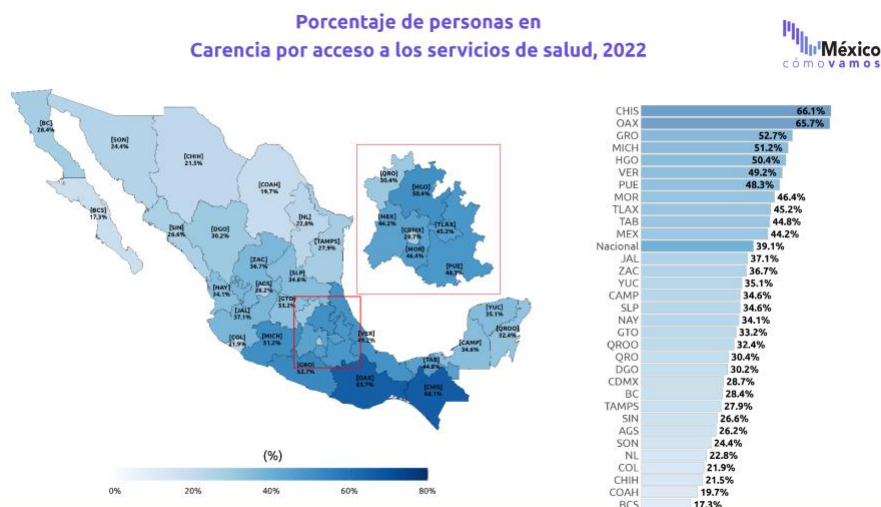 Porcentaje de personas en
Carencia por acceso a los servicios de salud, 2022
México
cómovamos
[BC]
28.4%
[SON]
24.4%
[CHIH]
21.5%
[COAH]
19.7%
[BCS]
17.3%
[NL]
22.8%
[SIN]
26.6%
[DGO]
30.2%
[TAMPS]
27.9%
[ZAC]
36.7%
[SLP]
34.6%
[NAY]
34.1%
[AGS]
26.2%
[GTO]
33.2%
[JAL]
37.1%
[COL]
21.9%
[MICH]
51.2%
[VER]
49.2%
[GRO]
52.7%
[OAX]
65.7%
[TAB]
44.8%
[CHIS]
66.1%
[CAMP]
34.6%
[YUC]
35.1%
[QROO]
32.4%
[QRO]
30.4%
[HGO]
50.4%
[MEX]
44.2%
[CDMX]
28.7%
[TLAX]
45.2%
[MOR]
46.4%
[PUE]
48.3%
(%)
0% 20% 40% 60% 80%
CHIS 66.1%
OAX 65.7%
GRO 52.7%
MICH 51.2%
HGO 50.4%
VER 49.2%
PUE 48.3%
MOR 46.4%
TLAX 45.2%
TAB 44.8%
MEX 44.2%
Nacional 39.1%
JAL 37.1%
ZAC 36.7%
YUC 35.1%
CAMP 34.6%
SLP 34.6%
NAY 34.1%
GTO 33.2%
QROO 32.4%
QRO 30.4%
DGO 30.2%
CDMX 28.7%
BC 28.4%
TAMPS 27.9%
SIN 26.6%
AGS 26.2%
SON 24.4%
NL 22.8%
COL 21.9%
CHIH 21.5%
COAH 19.7%
BCS 17.3%